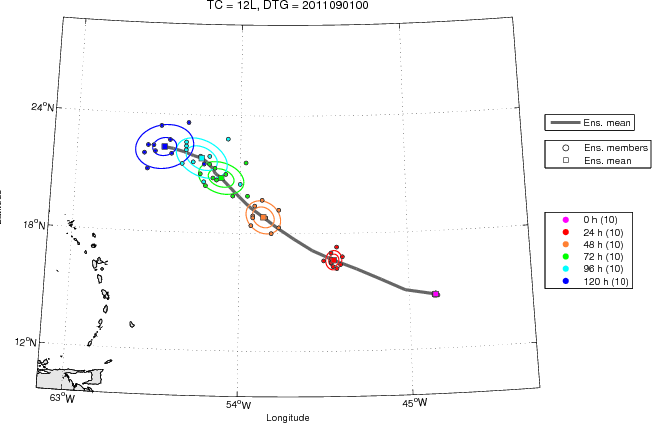 TC = 12L, DTG = 2011090100
24°N
18°N
12°N
63°W
54°W
45°W
Longitude
Ens. mean
Ens. members
Ens. mean
0 h (10)
24 h (10)
48 h (10)
72 h (10)
96 h (10)
120 h (10)